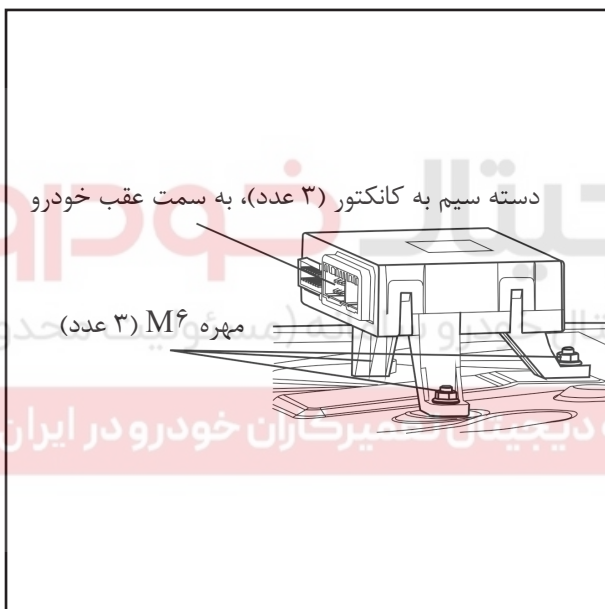 دسته سیم به کانکتور (۳ عدد)، به سمت عقب خودرو
مهره M۶ (۳ عدد)